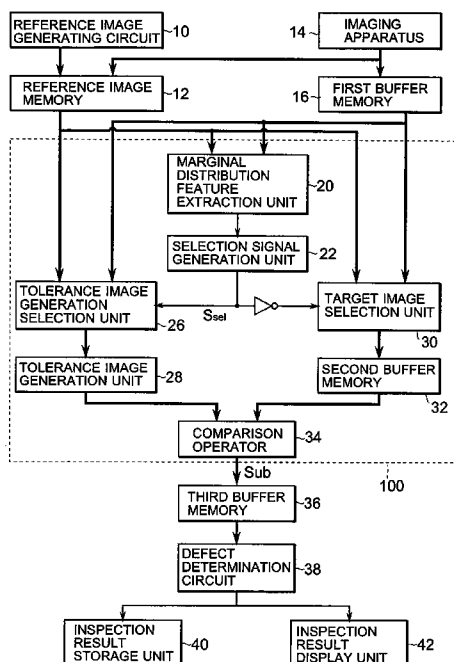 REFERENCE IMAGE
GENERATING CIRCUIT
10
IMAGING
APPARATUS
14
REFERENCE IMAGE
MEMORY
12
FIRST BUFFER
MEMORY
16
MARGINAL
DISTRIBUTION
FEATURE
EXTRACTION UNIT
20
SELECTION SIGNAL
GENERATION UNIT
22
TOLERANCE IMAGE
GENERATION
SELECTION UNIT
26
Ssel
TARGET IMAGE
SELECTION UNIT
30
TOLERANCE IMAGE
GENERATION UNIT
28
SECOND BUFFER
MEMORY
32
COMPARISON
OPERATOR
34
Sub
100
THIRD BUFFER
MEMORY
36
DEFECT
DETERMINATION
CIRCUIT
38
INSPECTION
RESULT
STORAGE UNIT
40
INSPECTION
RESULT
DISPLAY UNIT
42